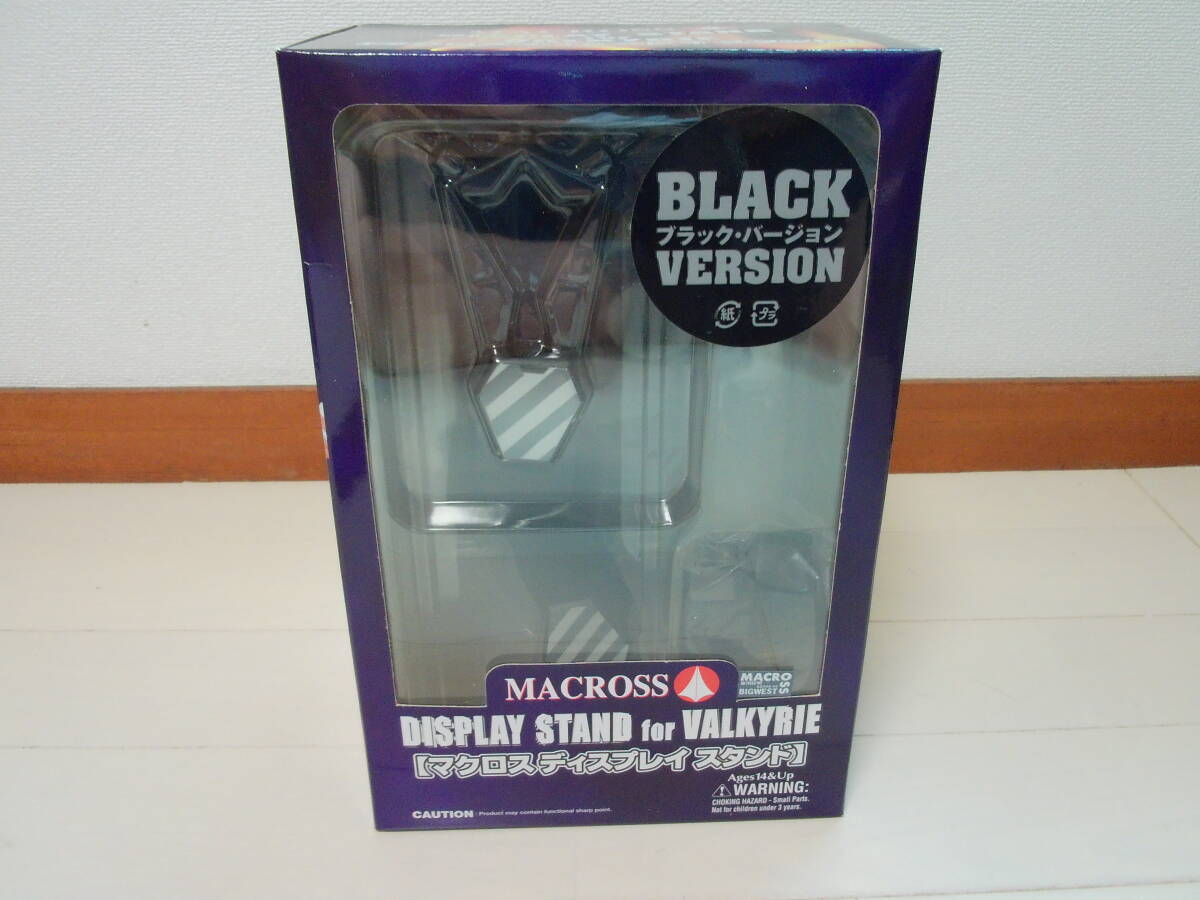 BLACK
ブラック・バージョン
VERSION
紙 プラ
MACROSS
MACROSS
BIGWEST
DISPLAY STAND for VALKYRIE
【マクロス ディスプレイ スタンド】
Ages14&Up
WARNING:
CHOKING HAZARD - Small Parts.
Not for children under 3 years.
CAUTION : Product may contain functional sharp point.